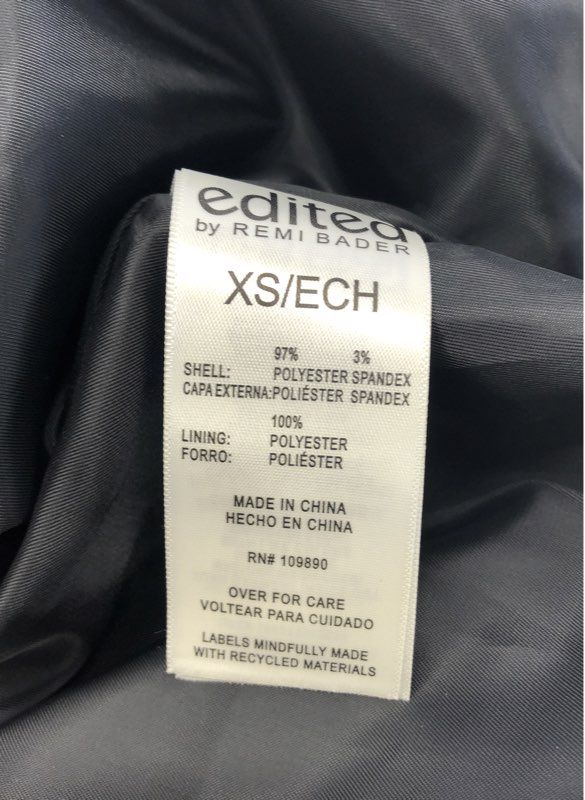 edited
by REMI BADER
XS/ECH
97% 3%
SHELL: POLYESTER SPANDEX
CAPA EXTERNA: POLIÉSTER SPANDEX
100%
LINING: POLYESTER
FORRO: POLIÉSTER
MADE IN CHINA
HECHO EN CHINA
RN# 109890
OVER FOR CARE
VOLTEAR PARA CUIDADO
LABELS MINDFULLY MADE
WITH RECYCLED MATERIALS